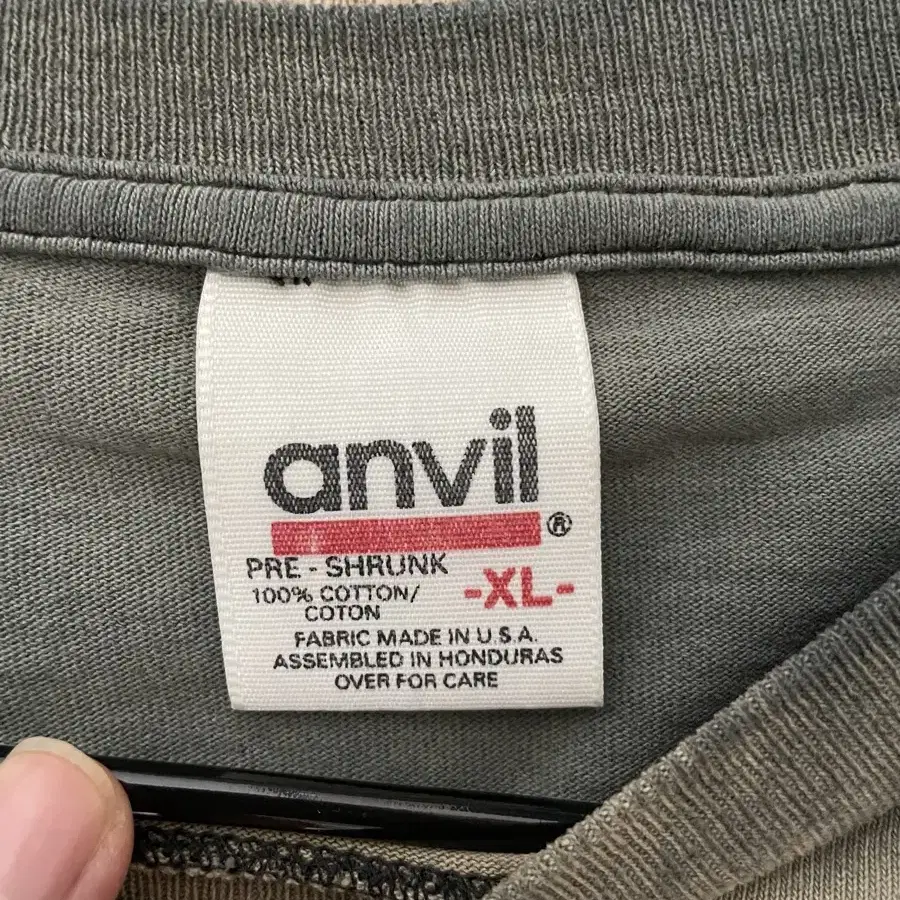 anvil®
PRE - SHRUNK
-XL-
100% COTTON/
COTON
FABRIC MADE IN U.S.A.
ASSEMBLED IN HONDURAS
OVER FOR CARE